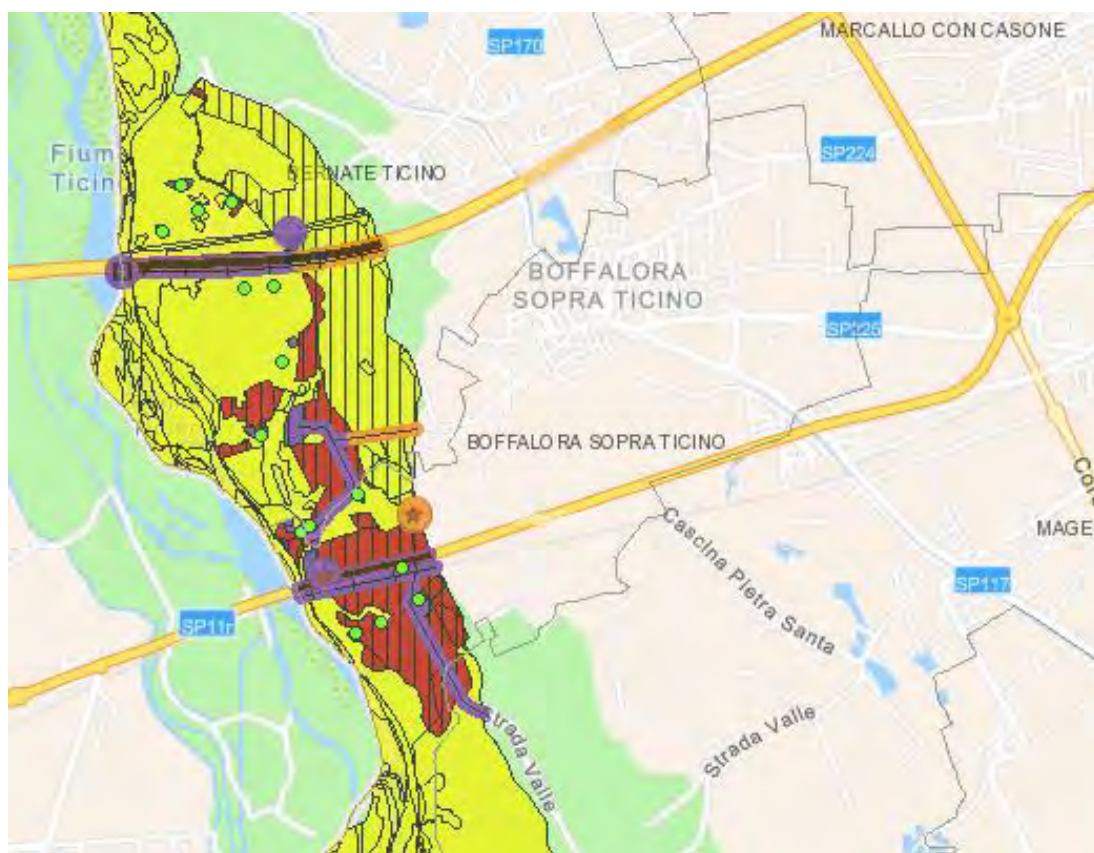 MARCALLO CON CASONE
SP170
SP224
Fium
Ticin
BERNATE TICINO
BOFFALORA
SOPRA TICINO
SP225
BOFFALORA SOPRA TICINO
Cor
MAGE
Cascina Pietra Santa
SP117
SP11r
Strada Valle
Strada Valle